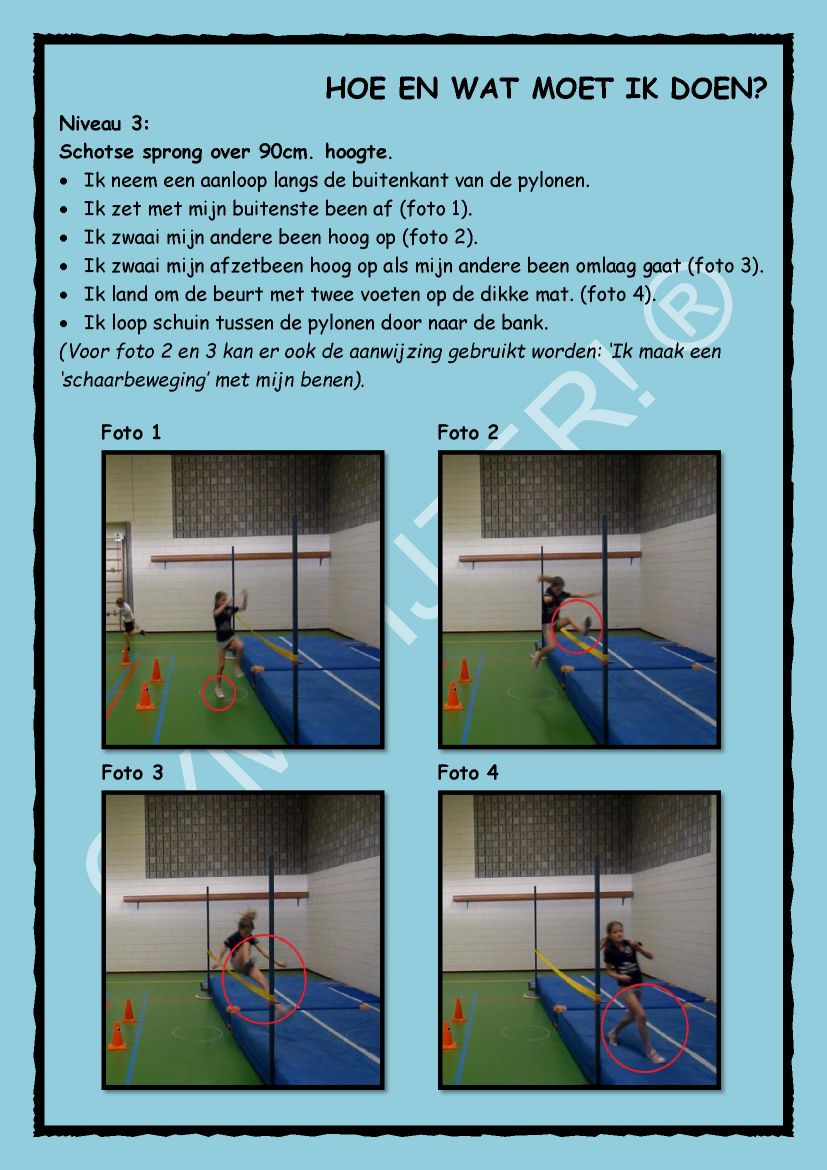 HOE EN WAT MOET IK DOEN?
Niveau 3:
Schotse sprong over 90cm. hoogte.
• Ik neem een aanloop langs de buitenkant van de pylonen.
• Ik zet met mijn buitenste been af (foto 1).
• Ik zwaai mijn andere been hoog op (foto 2).
• Ik zwaai mijn afzetbeen hoog op als mijn andere been omlaag gaat (foto 3).
• Ik land om de beurt met twee voeten op de dikke mat. (foto 4).
• Ik loop schuin tussen de pylonen door naar de bank.
(Voor foto 2 en 3 kan er ook de aanwijzing gebruikt worden: ‘Ik maak een
‘schaarbeweging’ met mijn benen).
Foto 1
Foto 2
Foto 3
Foto 4